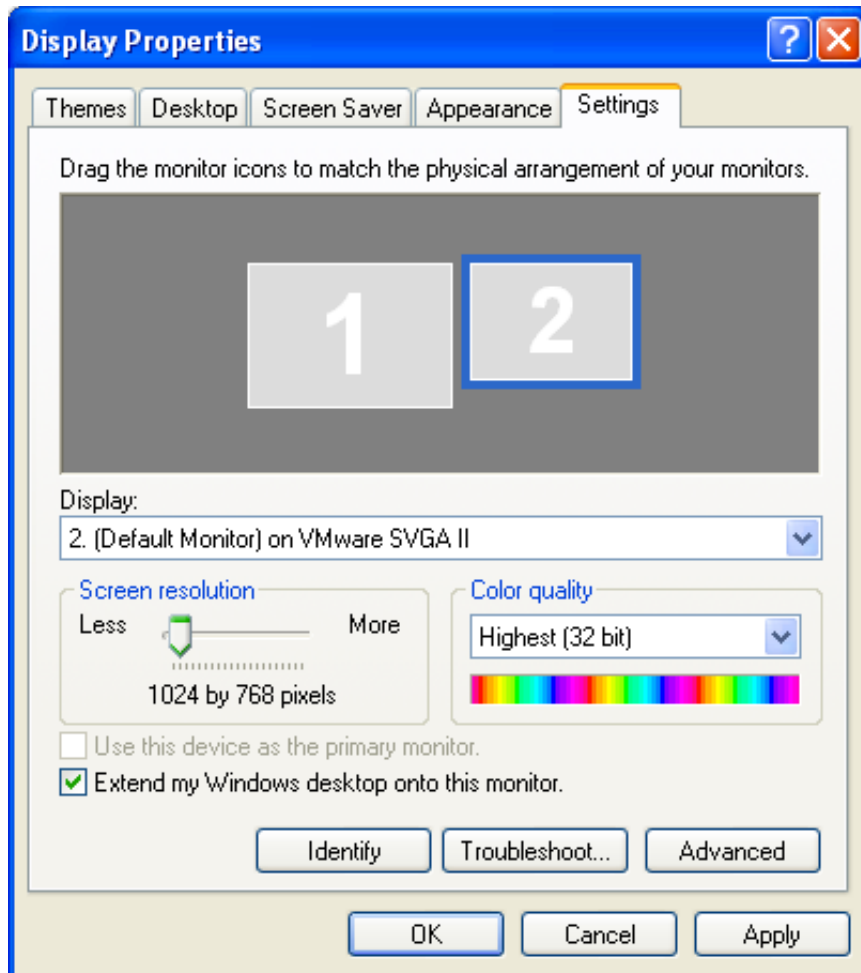 Display Properties
Themes Desktop Screen Saver Appearance Settings
Drag the monitor icons to match the physical arrangement of your monitors.
1 2
Display:
2. (Default Monitor) on VMware SVGA II
Screen resolution
Less More
1024 by 768 pixels
Color quality
Highest (32 bit)
Use this device as the primary monitor.
Extend my Windows desktop onto this monitor.
Identify Troubleshoot... Advanced
OK Cancel Apply